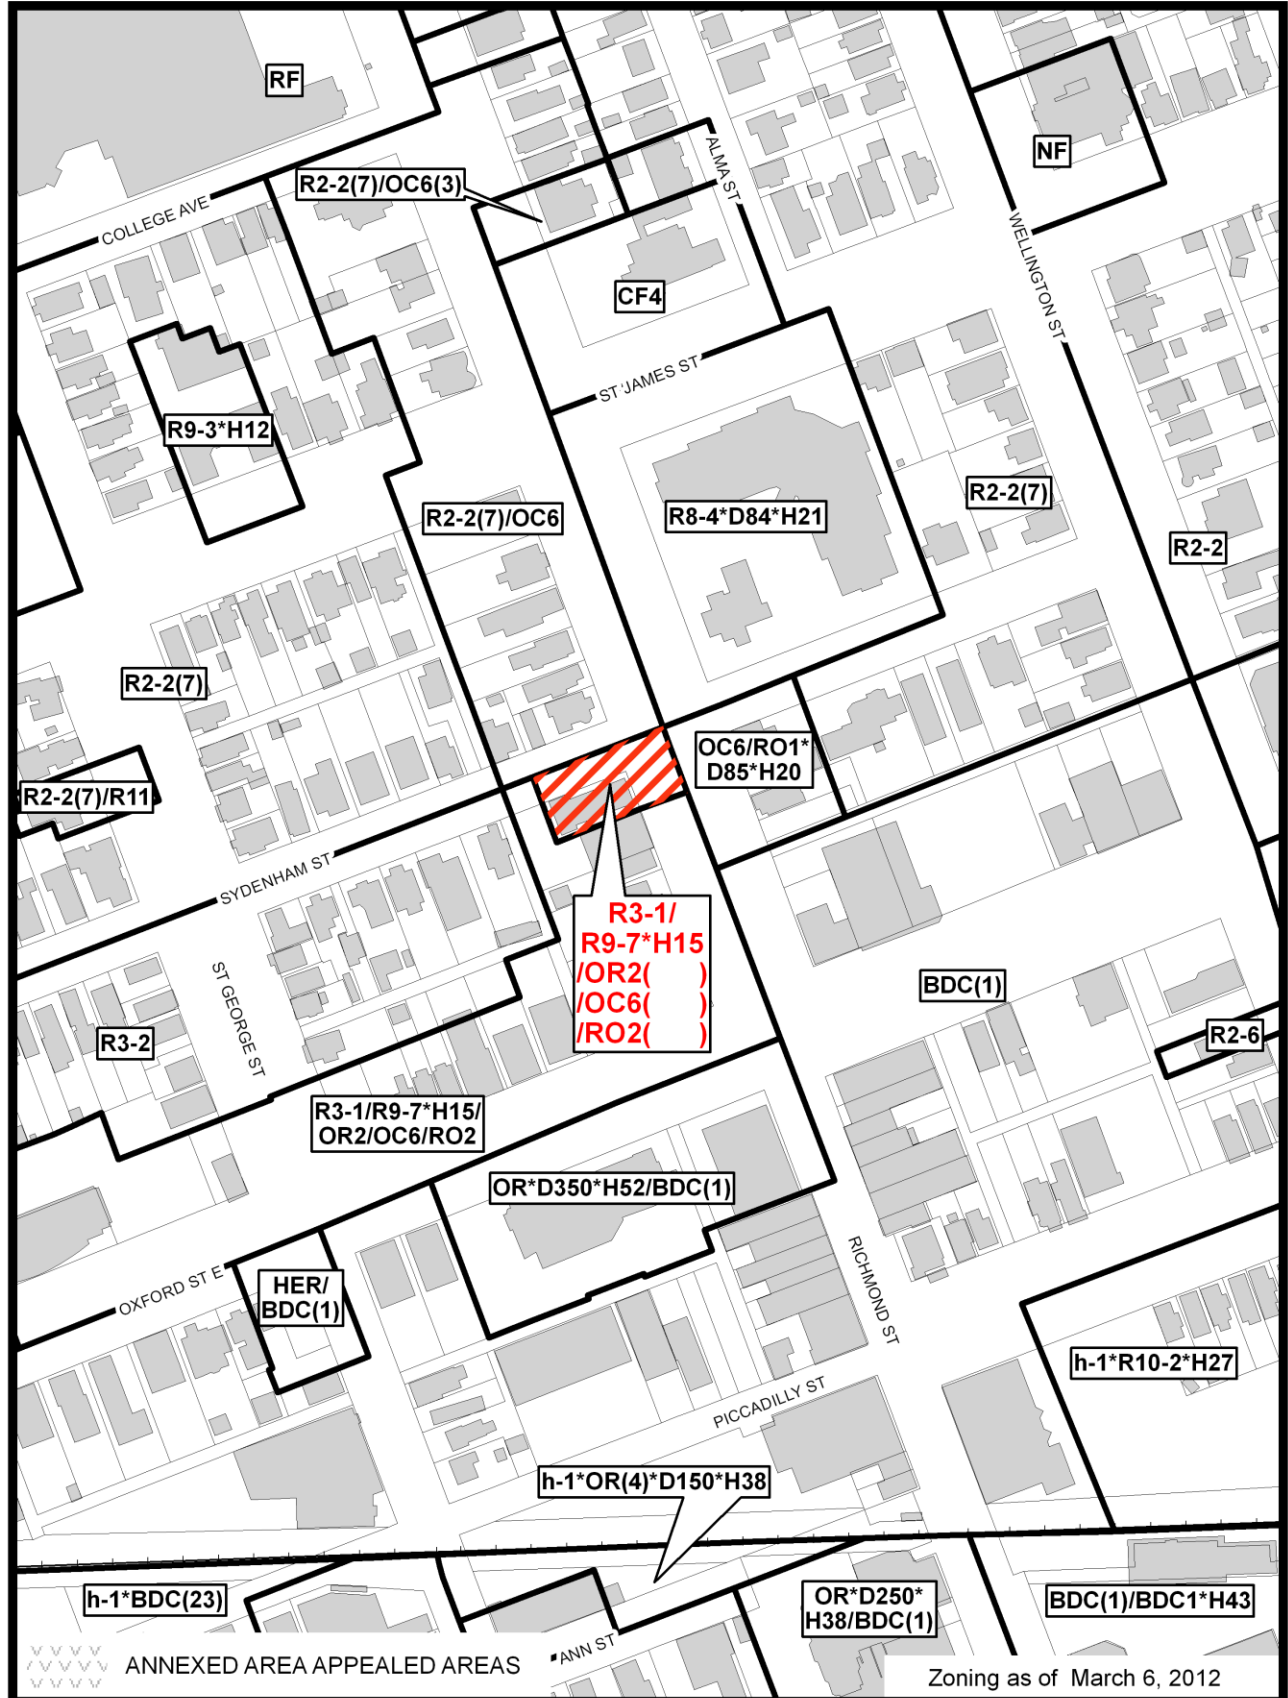 RF
NF
ALMA ST
R2-2(7)/OC6(3)
COLLEGE AVE
WELLINGTON ST
CF4
ST JAMES ST
R9-3*H12
R2-2(7)/OC6
R8-4*D84*H21
R2-2(7)
R2-2
R2-2(7)
OC6/RO1*
D85*H20
R2-2(7)/R11
SYDENHAM ST
R3-1/
R9-7*H15
/OR2( )
/OC6( )
/RO2( )
ST GEORGE ST
BDC(1)
R3-2
R2-6
R3-1/R9-7*H15/
OR2/OC6/RO2
OR*D350*H52/BDC(1)
RICHMOND ST
OXFORD ST E
HER/
BDC(1)
h-1*R10-2*H27
PICCADILLY ST
h-1*OR(4)*D150*H38
h-1*BDC(23)
OR*D250*
H38/BDC(1)
BDC(1)/BDC1*H43
ANN ST
ANNEXED AREA APPEALED AREAS
Zoning as of March 6, 2012